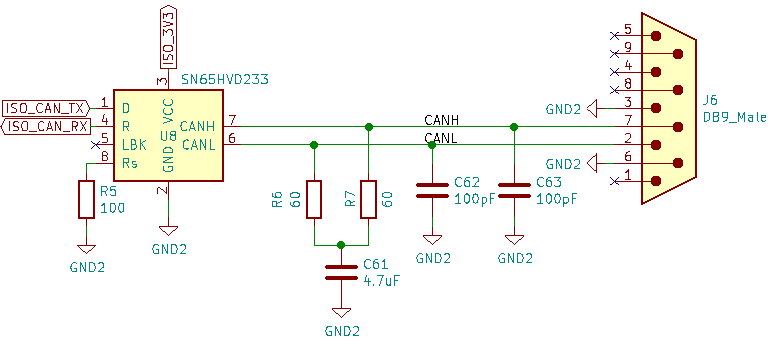 ISO_3V3
SN65HVD233
ISO_CAN_TX
ISO_CAN_RX
1
4
5
8
3
2
7
6
D
R
LBK
Rs
VCC
U8
GND
CANH
CANL
R5
100
GND2
GND2
CANH
CANL
R6
60
R7
60
C61
4.7uF
GND2
C62
100pF
GND2
C63
100pF
GND2
GND2
GND2
5
9
4
8
3
7
2
6
1
J6
DB9_Male